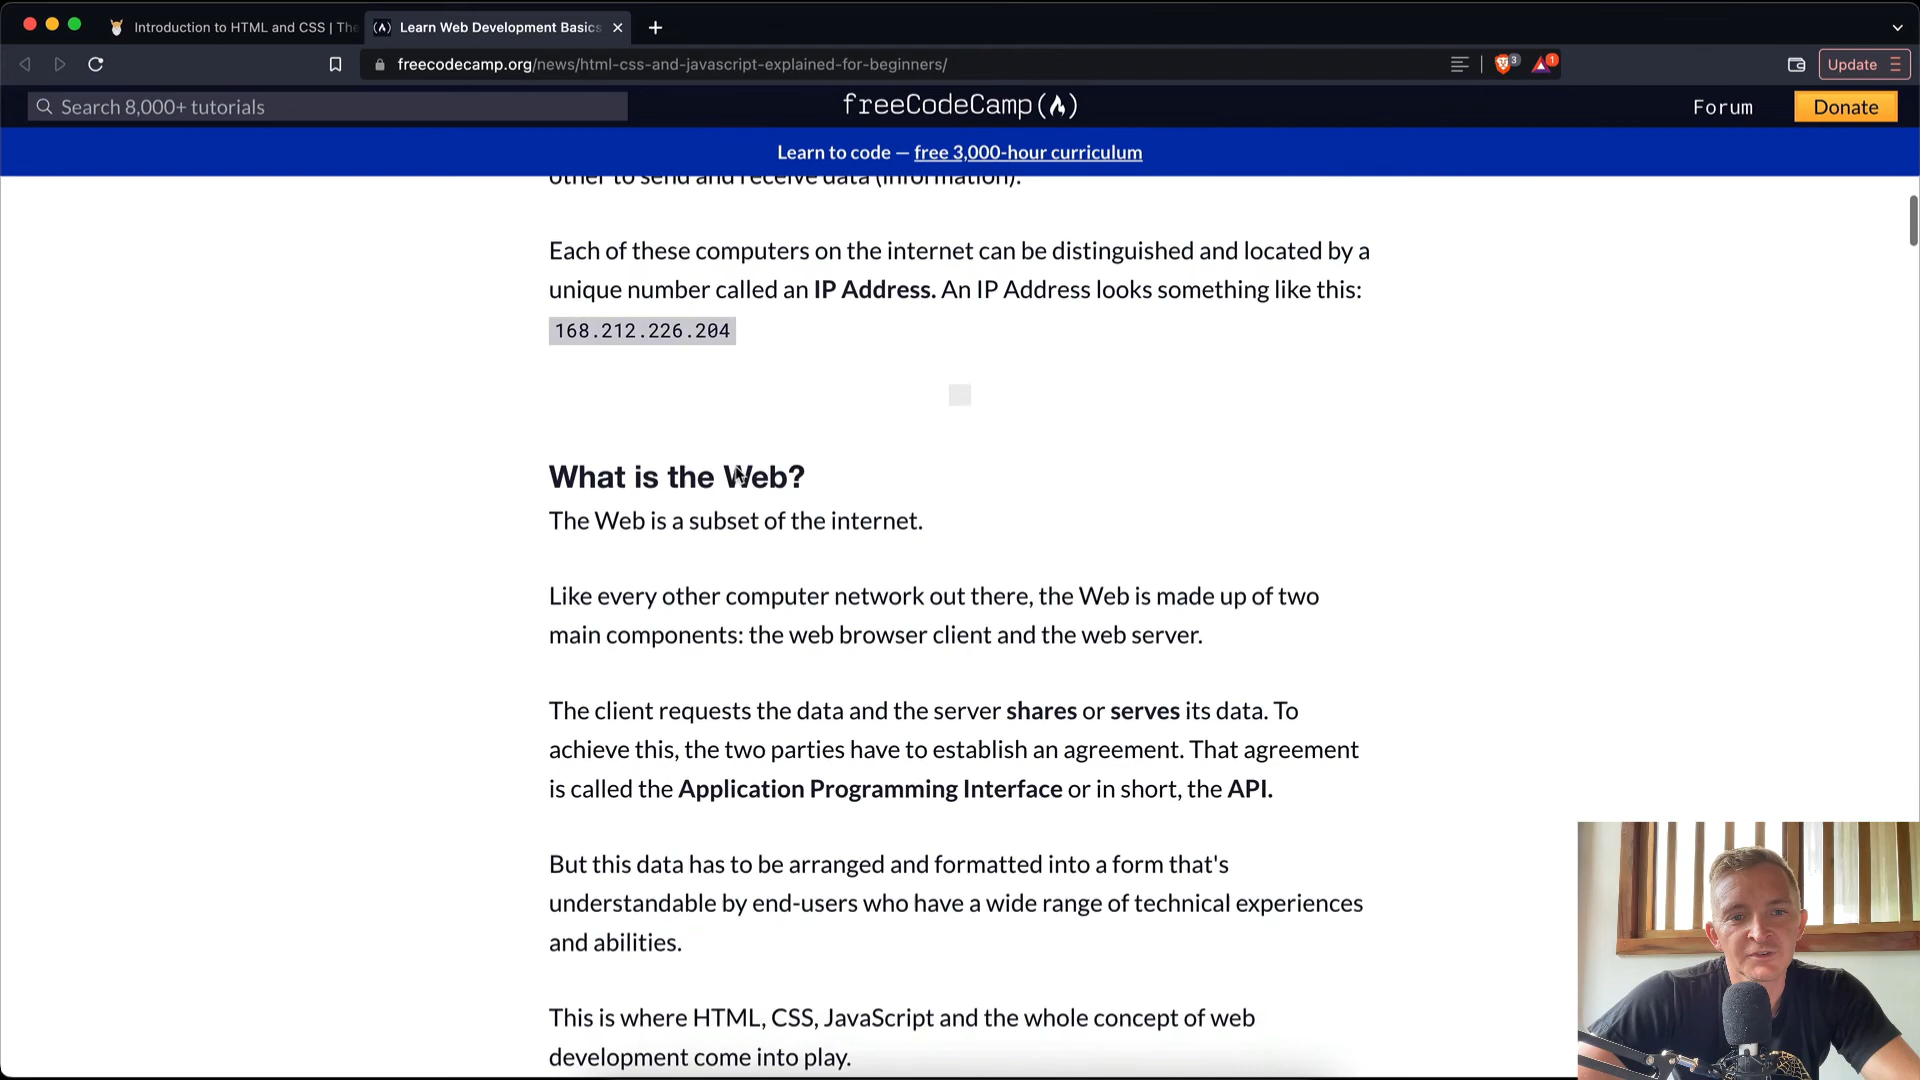 Introduction to HTML and CSS | The
Learn Web Development Basics
freecodecamp.org/news/html-css-and-javascript-explained-for-beginners/
3
1
Update
Search 8,000+ tutorials
freeCodeCamp
Forum
Donate
Learn to code — free 3,000-hour curriculum
other to send and receive data (information).
Each of these computers on the internet can be distinguished and located by a
unique number called an IP Address. An IP Address looks something like this:
168.212.226.204
What is the Web?
The Web is a subset of the internet.
Like every other computer network out there, the Web is made up of two
main components: the web browser client and the web server.
The client requests the data and the server shares or serves its data. To
achieve this, the two parties have to establish an agreement. That agreement
is called the Application Programming Interface or in short, the API.
But this data has to be arranged and formatted into a form that's
understandable by end-users who have a wide range of technical experiences
and abilities.
This is where HTML, CSS, JavaScript and the whole concept of web
development come into play.